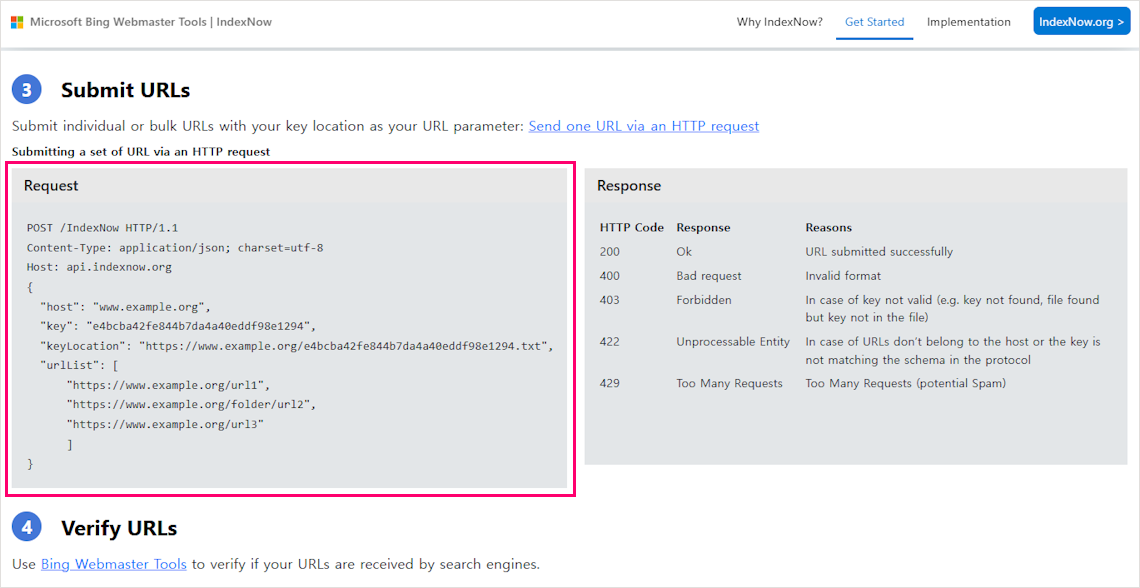 Microsoft Bing Webmaster Tools | IndexNow
Why IndexNow?
Get Started
Implementation
IndexNow.org >
3 Submit URLs
Submit individual or bulk URLs with your key location as your URL parameter: Send one URL via an HTTP request
Submitting a set of URL via an HTTP request
Request
POST /IndexNow HTTP/1.1
Content-Type: application/json; charset=utf-8
Host: api.indexnow.org
{
"host": "www.example.org",
"key": "e4bcba42fe844b7da4a40eddf98e1294",
"keyLocation": "https://www.example.org/e4bcba42fe844b7da4a40eddf98e1294.txt",
"urlList": [
"https://www.example.org/url1",
"https://www.example.org/folder/url2",
"https://www.example.org/url3"
]
}
Response
HTTP Code Response Reasons
200 Ok URL submitted successfully
400 Bad request Invalid format
403 Forbidden In case of key not valid (e.g. key not found, file found
but key not in the file)
422 Unprocessable Entity In case of URLs don't belong to the host or the key is
not matching the schema in the protocol
429 Too Many Requests Too Many Requests (potential Spam)
4 Verify URLs
Use Bing Webmaster Tools to verify if your URLs are received by search engines.